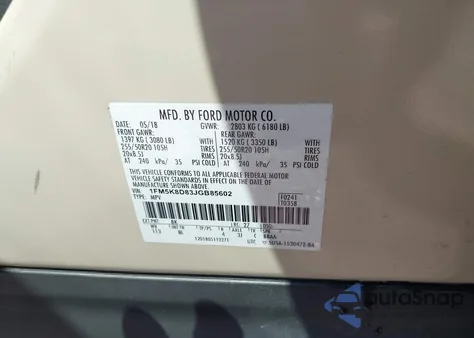 MFD. BY FORD MOTOR CO.
05/18 GVWR: 2803 KG ( 6180 LB)
FRONT GAWR: REAR GAWR:
1397 KG ( 3080 LB) 1520 KG ( 3350 LB)
255/50R20 105H TIRES 255/50R20 105H TIRES
20x8.5J 20x8.5J
AT 240 kPa/ 35 PSI COLD AT 240 kPa/ 35 PSI COLD
THIS VEHICLE CONFORMS TO ALL APPLICABLE FEDERAL MOTOR
VEHICLE SAFETY STANDARDS IN EFFECT ON THE DATE OF
MANUFACTURE SHOWN ABOVE.
VIN: 1FM5K8D83JGB85602 F0241
TYPE: MPV T0358
autoSnap